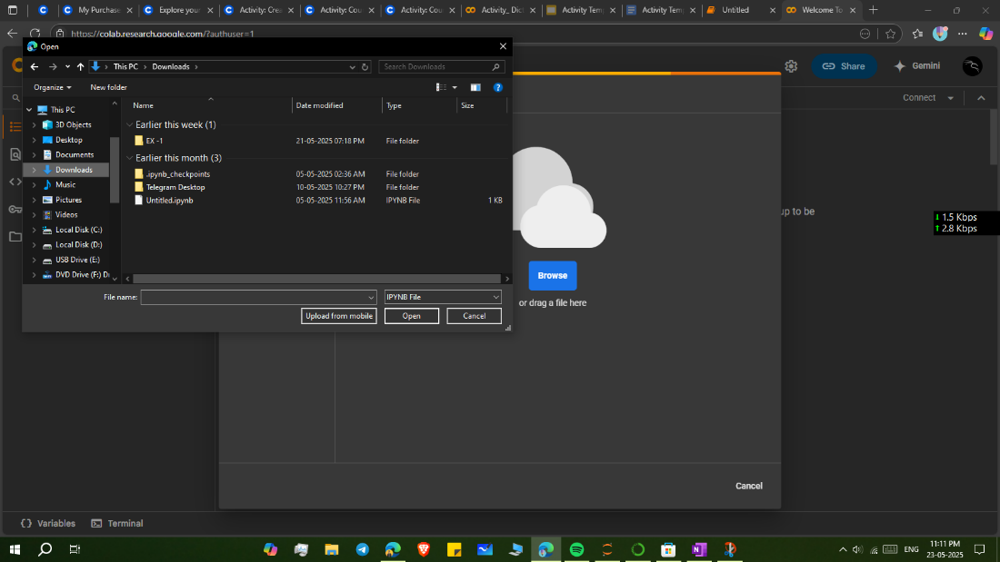 My Purchase
Explore your
Activity: Crea
Activity: Cou
Activity: Cou
Activity: Cou
Activity_ Dict
Activity Temp
Activity Temp
Untitled
Welcome To
https://colab.research.google.com/?authuser=1
Open
This PC
Downloads
Search Downloads
Organize
New folder
Share
Gemini
Connect
Name
Date modified
Type
Size
This PC
3D Objects
Desktop
Documents
Downloads
Music
Pictures
Videos
Local Disk (C:)
Local Disk (D:)
USB Drive (E:)
DVD Drive (F:) D
Earlier this week (1)
EX -1 21-05-2025 07:18 PM File folder
Earlier this month (3)
.ipynb_checkpoints 05-05-2025 02:36 AM File folder
Telegram Desktop 10-05-2025 10:27 PM File folder
Untitled.ipynb 05-05-2025 11:56 AM IPYNB File 1 KB
up to be
1.5 Kbps
2.8 Kbps
Browse
or drag a file here
File name:
IPYNB File
Upload from mobile
Open
Cancel
Cancel
Variables
Terminal
ENG
11:11 PM
23-05-2025